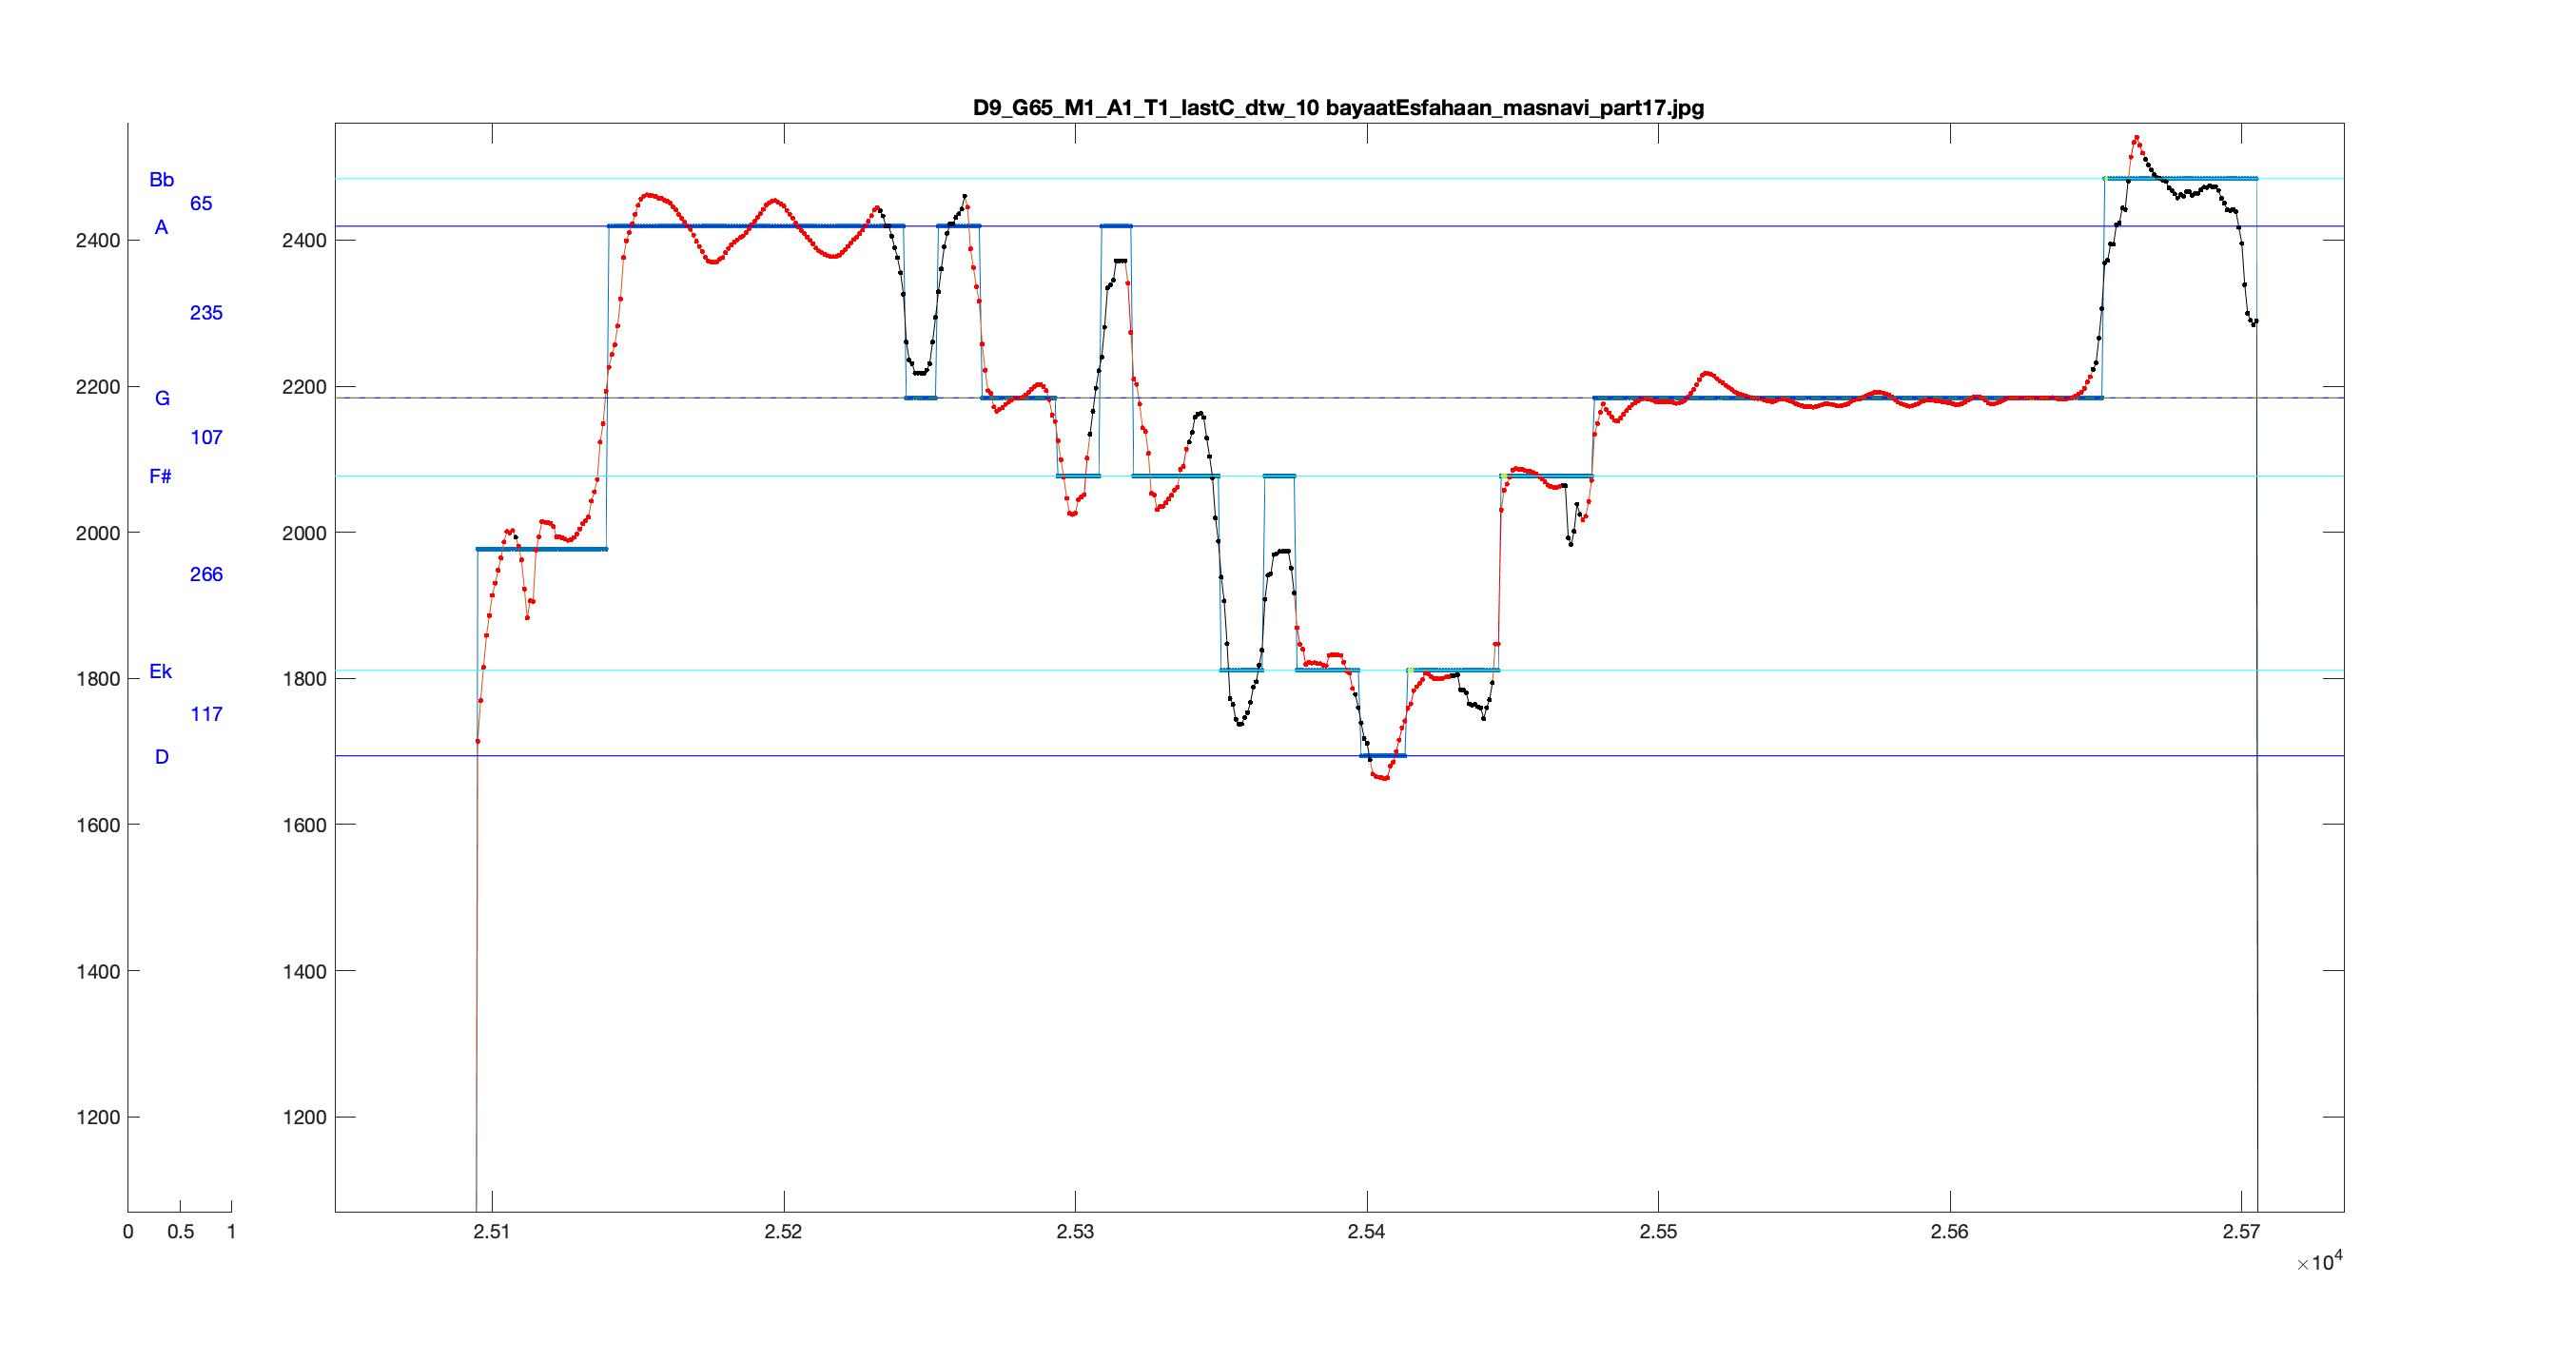 D9_G65_M1_A1_T1_lastC_dtw_10 bayaatEsfahaan_masnavi_part17.jpg
Bb
65
A
2400 2400
235
2200 G 2200
107
F#
2000 2000
266
Ek
1800 1800
117
D
1600 1600
1400 1400
1200 1200
0 0.5 1 2.51 2.52 2.53 2.54 2.55 2.56 2.57
×10^4